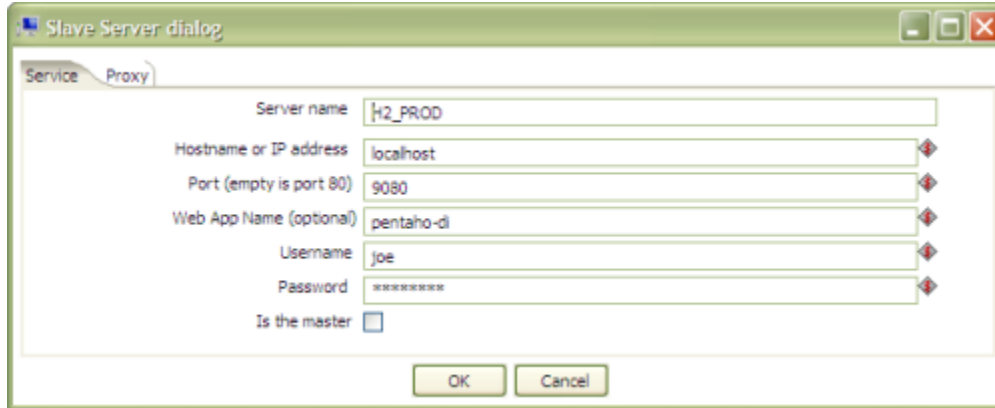 Slave Server dialog
Service Proxy
Server name H2_PROD
Hostname or IP address localhost
Port (empty is port 80) 9080
Web App Name (optional) pentaho-di
Username joe
Password ********
Is the master
OK Cancel